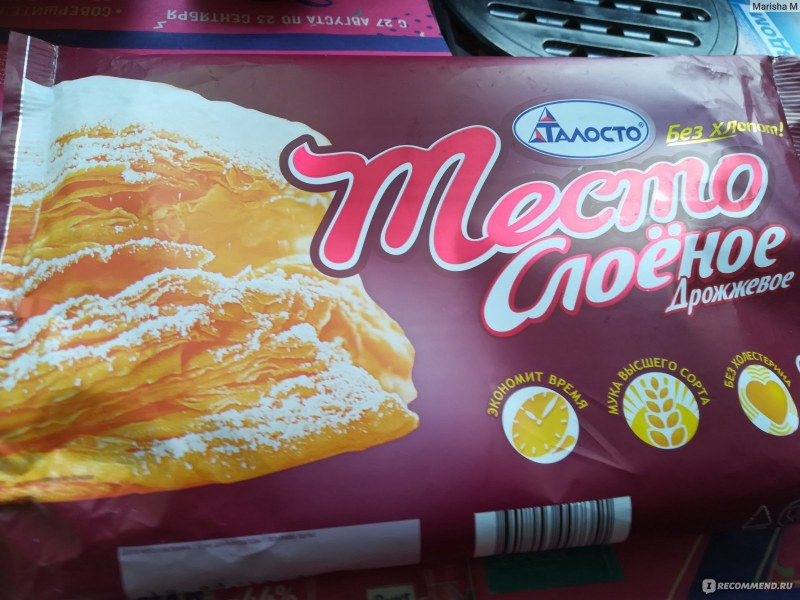 Marisha M
С 27 АВГУСТА ПО 23 СЕНТЯБРЯ
ТАЛОСТО
Без хлопот!
Тесто
Слоёное
Дрожжевое
ЭКОНОМИТ ВРЕМЯ
МУКА ВЫСШЕГО СОРТА
БЕЗ ХОЛЕСТЕРИНА
IRECOMMEND.RU